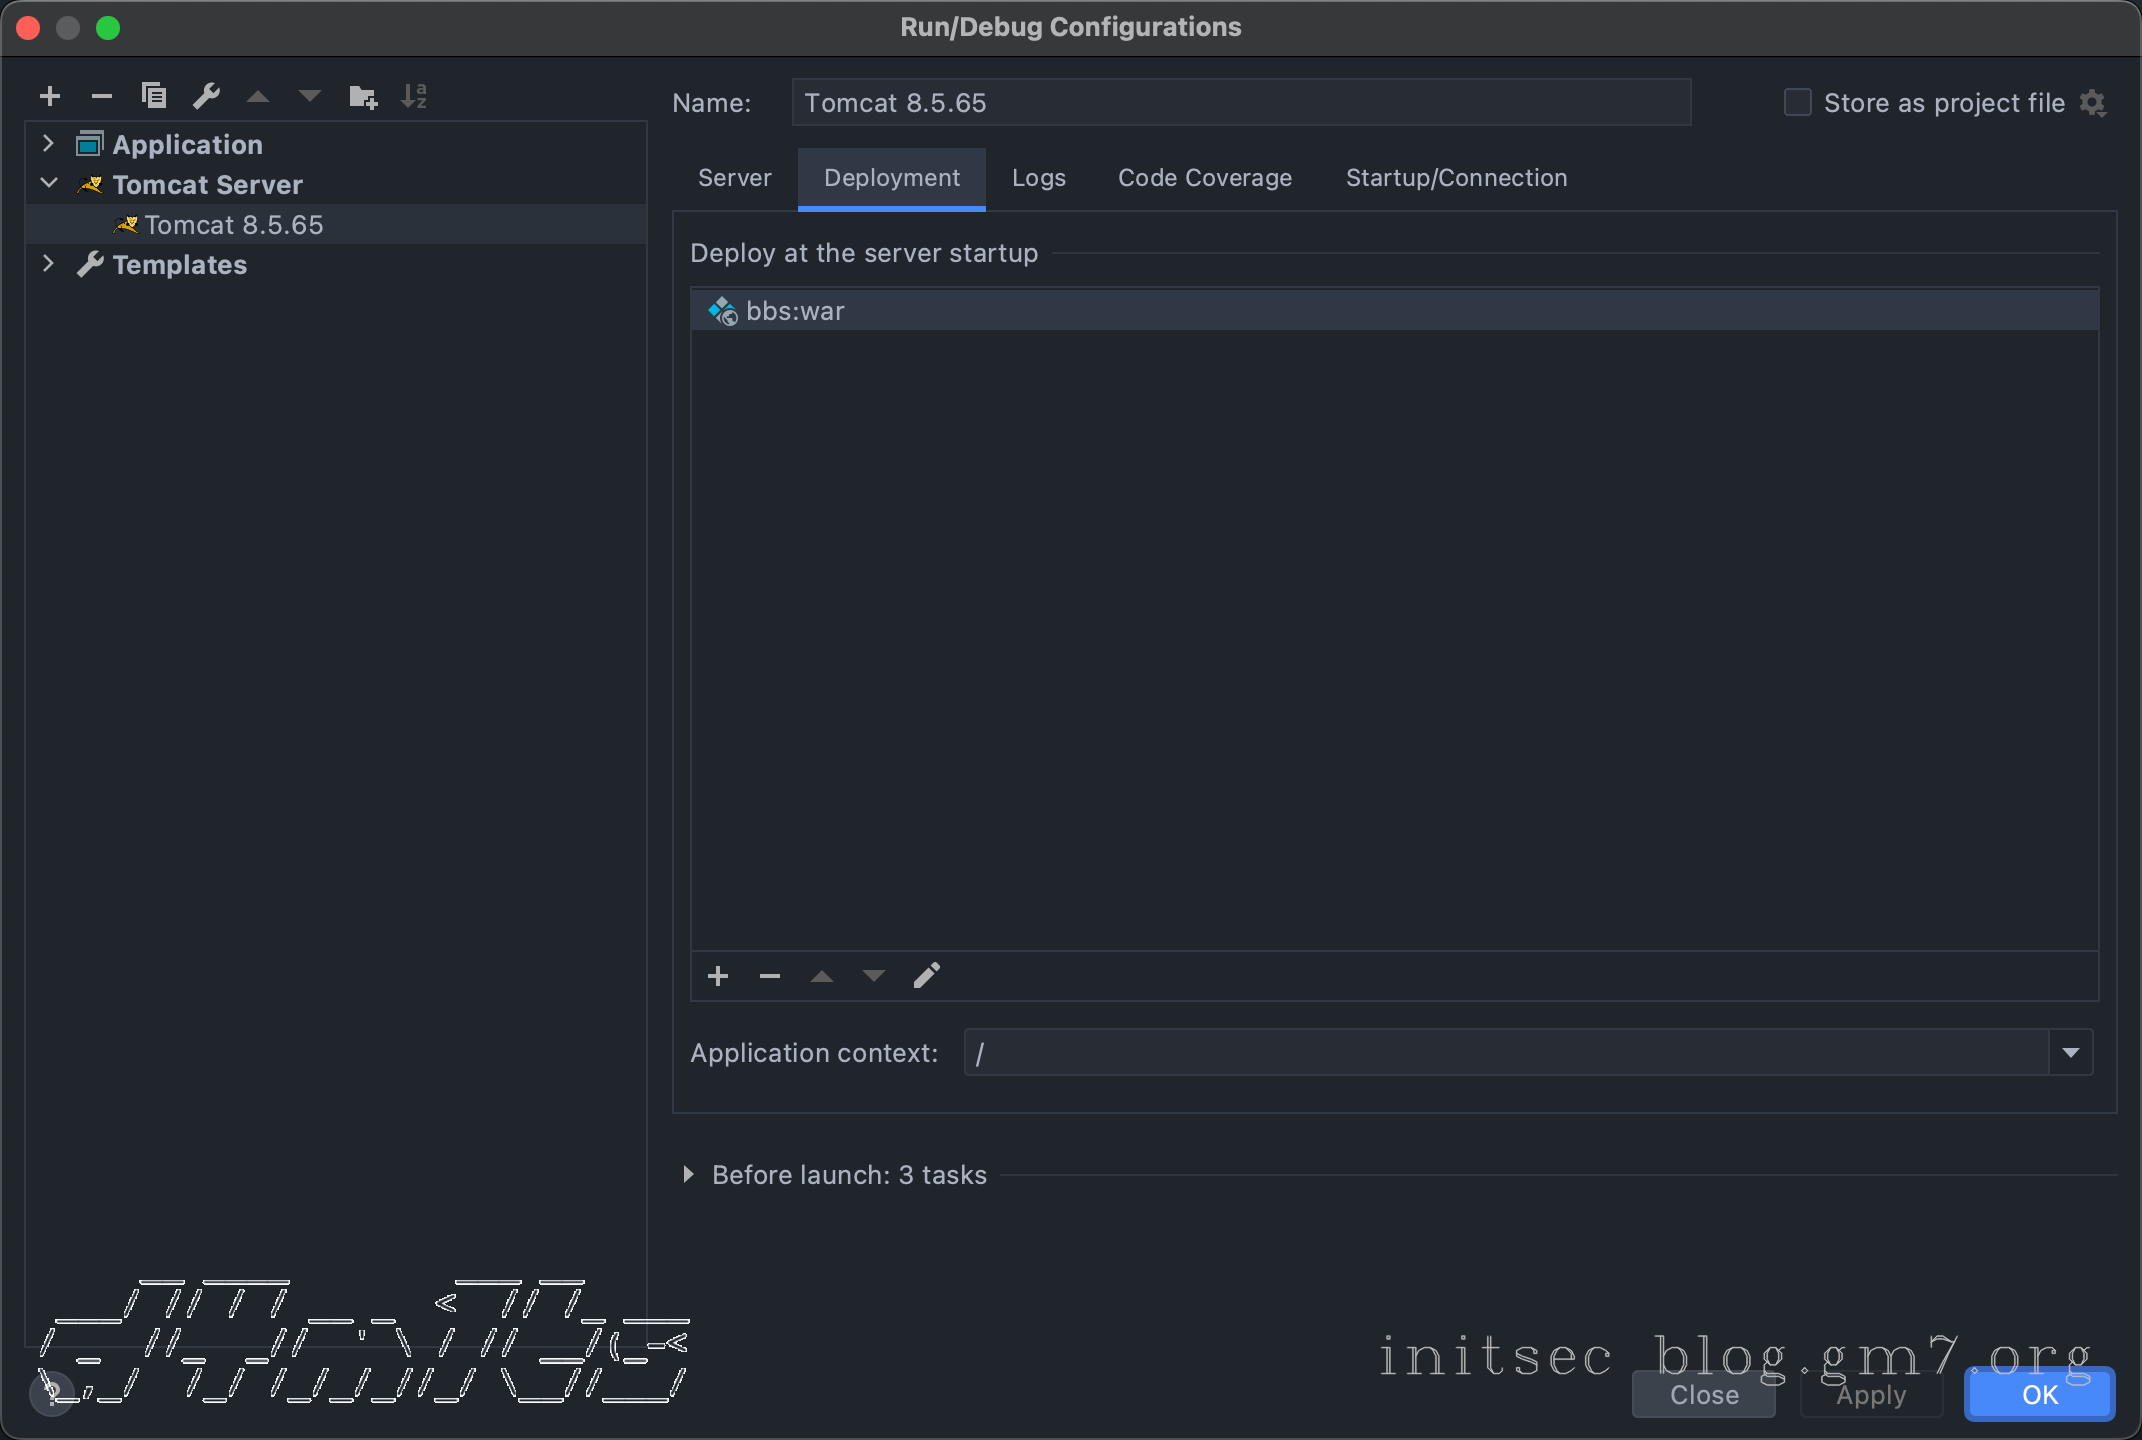 Run/Debug Configurations
Name: Tomcat 8.5.65 Store as project file
Application
Tomcat Server
Tomcat 8.5.65
Templates
Server Deployment Logs Code Coverage Startup/Connection
Deploy at the server startup
bbs:war
Application context: /
Before launch: 3 tasks
initsec blog.gm7.org
Close Apply OK